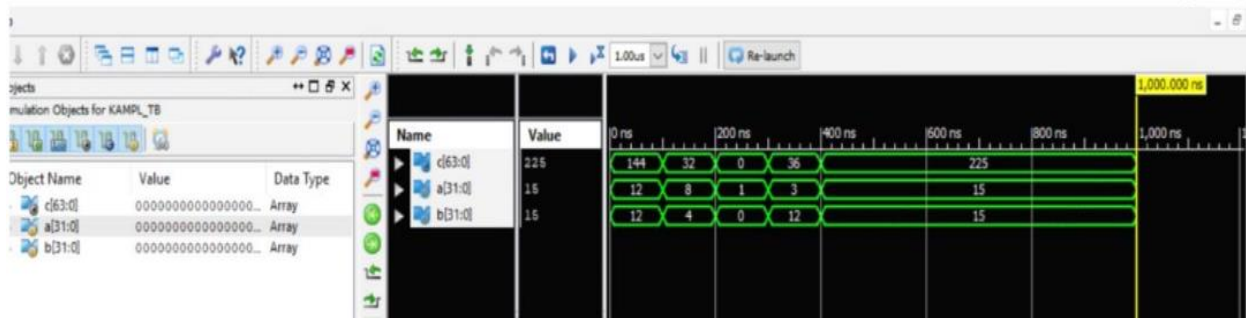 1.00us
Re-launch
ojects
mulation Objects for KAMPL_TB
Object Name Value Data Type
c[63:0] 0000000000000000... Array
a[31:0] 0000000000000000... Array
b[31:0] 0000000000000000... Array
1,000.000 ns
Name Value 0 ns 200 ns 400 ns 600 ns 800 ns 1,000 ns
c[63:0] 225 144 32 0 36 225
a[31:0] 15 12 8 1 3 15
b[31:0] 15 12 4 0 12 15